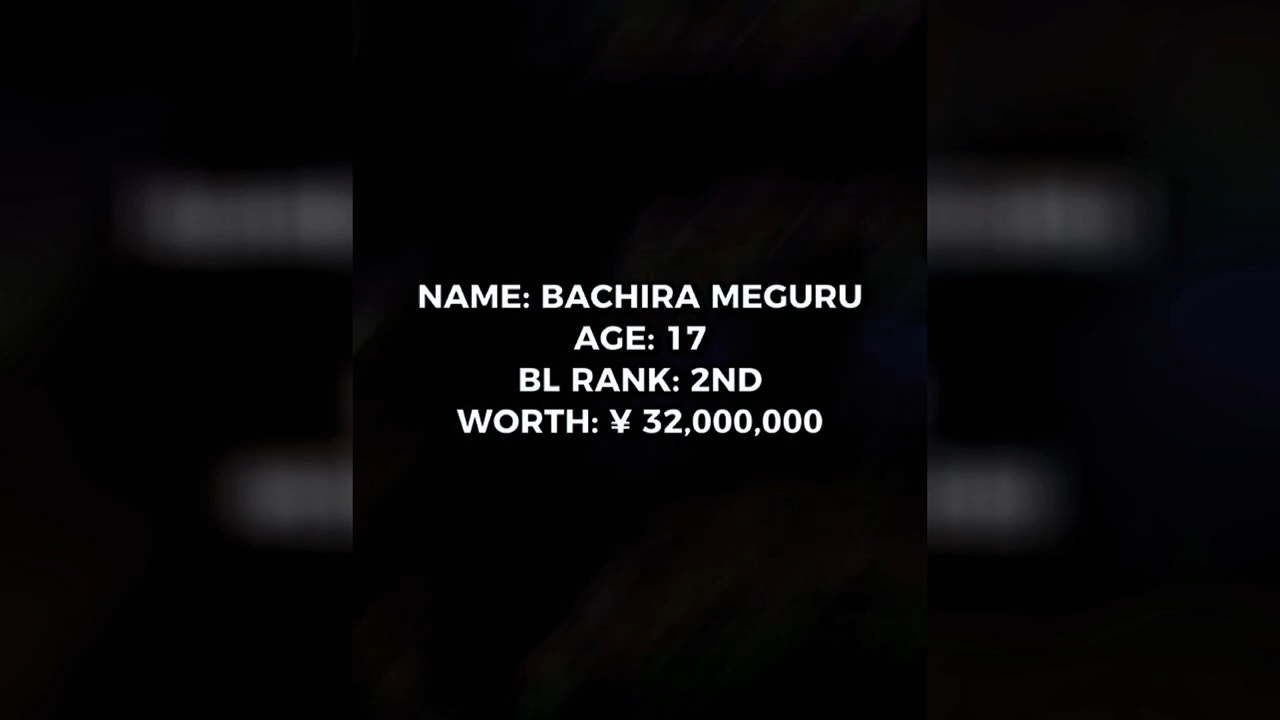 NAME: BACHIRA MEGURU
AGE: 17
BL RANK: 2ND
WORTH: ¥ 32,000,000